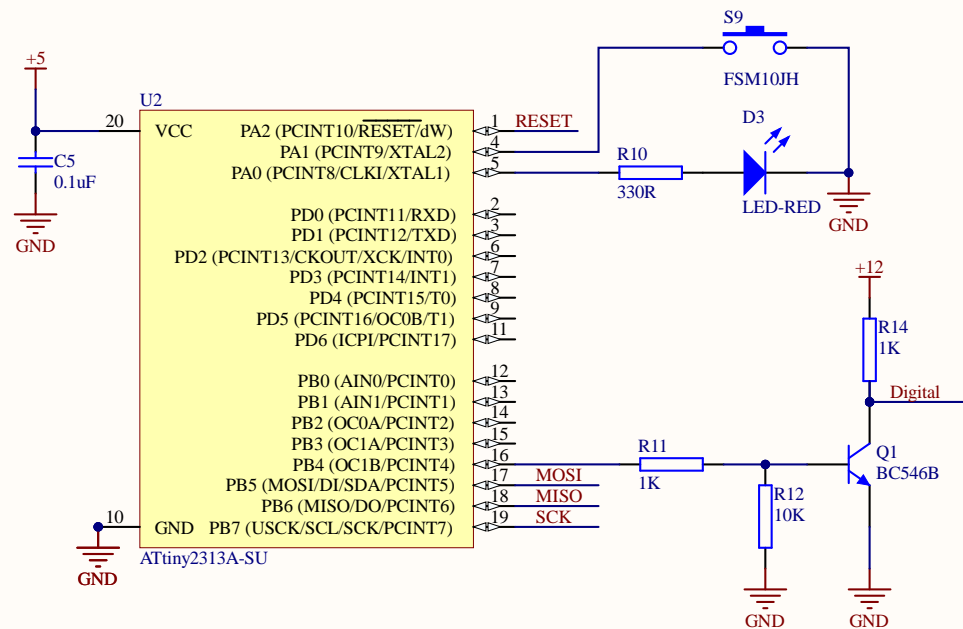 S9
FSM10JH
+5
U2
20
VCC
PA2 (PCINT10/RESET/dW)
1
RESET
PA1 (PCINT9/XTAL2)
4
PA0 (PCINT8/CLKI/XTAL1)
5
R10
330R
D3
LED-RED
GND
C5
0.1uF
GND
PD0 (PCINT11/RXD)
2
PD1 (PCINT12/TXD)
3
PD2 (PCINT13/CKOUT/XCK/INT0)
6
PD3 (PCINT14/INT1)
7
PD4 (PCINT15/T0)
8
PD5 (PCINT16/OC0B/T1)
9
PD6 (ICPI/PCINT17)
11
+12
R14
1K
Digital
PB0 (AIN0/PCINT0)
12
PB1 (AIN1/PCINT1)
13
PB2 (OC0A/PCINT2)
14
PB3 (OC1A/PCINT3)
15
PB4 (OC1B/PCINT4)
16
R11
1K
Q1
BC546B
PB5 (MOSI/DI/SDA/PCINT5)
17
MOSI
PB6 (MISO/DO/PCINT6)
18
MISO
R12
10K
10
GND
PB7 (USCK/SCL/SCK/PCINT7)
19
SCK
ATtiny2313A-SU
GND
GND
GND